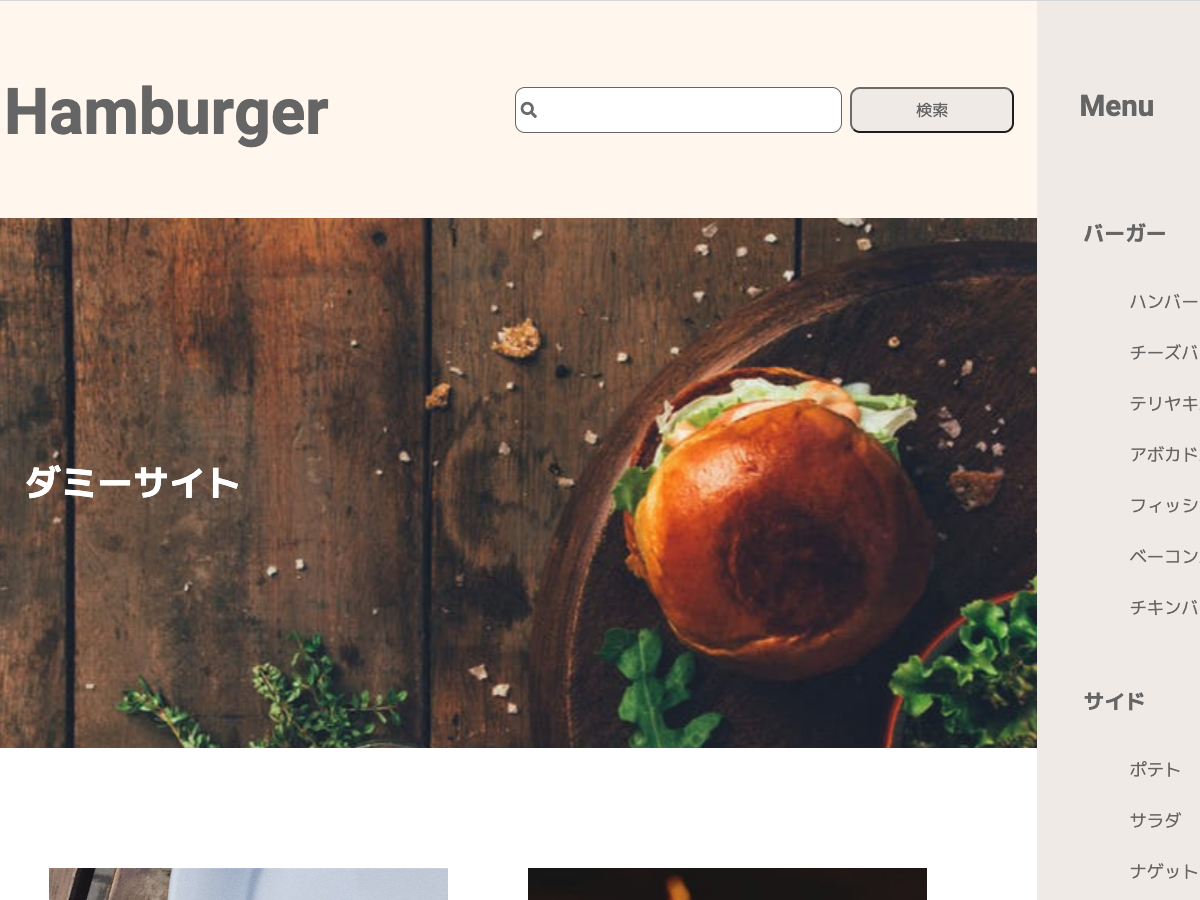 Hamburger
検索
ダミーサイト
Menu
バーガー
ハンバー
チーズバ
テリヤキ
アボカド
フィッシ
ベーコン
チキンバ
サイド
ポテト
サラダ
ナゲット